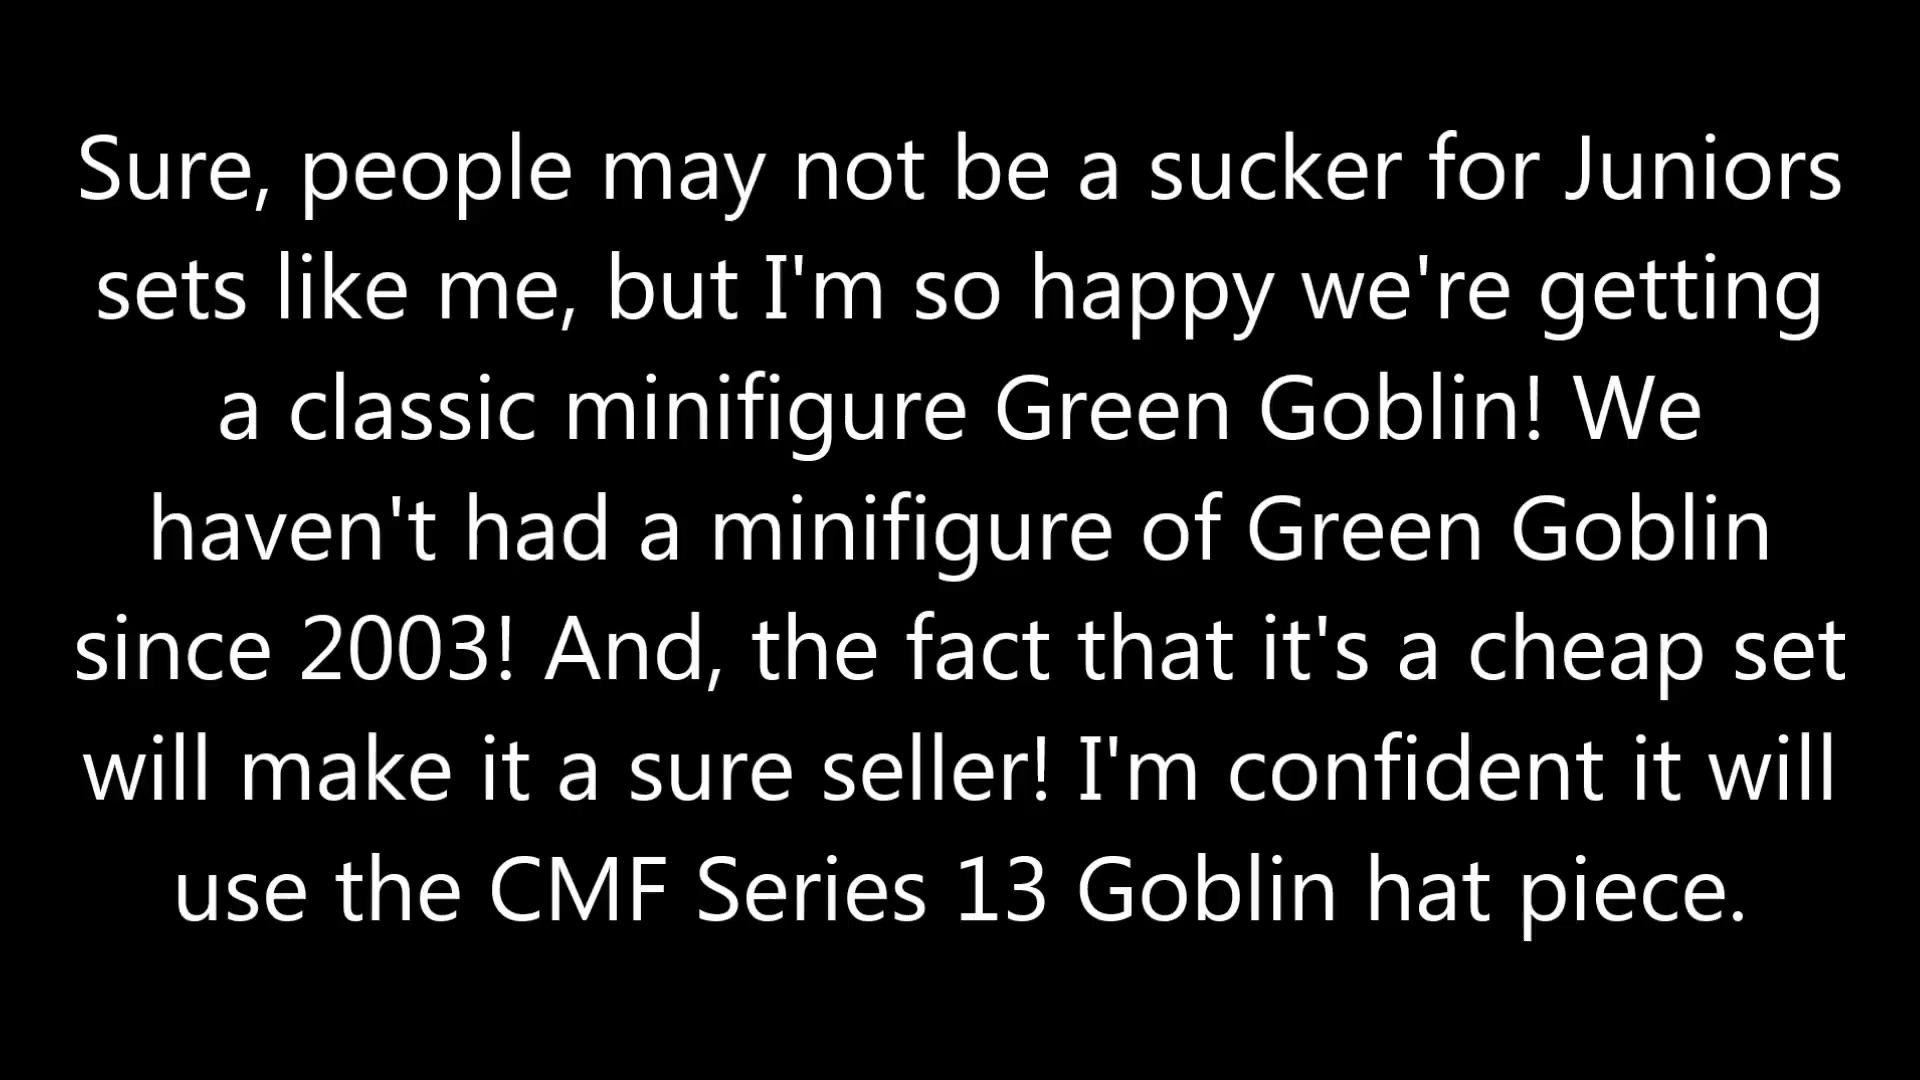 Sure, people may not be a sucker for Juniors
sets like me, but I'm so happy we're getting
a classic minifigure Green Goblin! We
haven't had a minifigure of Green Goblin
since 2003! And, the fact that it's a cheap set
will make it a sure seller! I'm confident it will
use the CMF Series 13 Goblin hat piece.